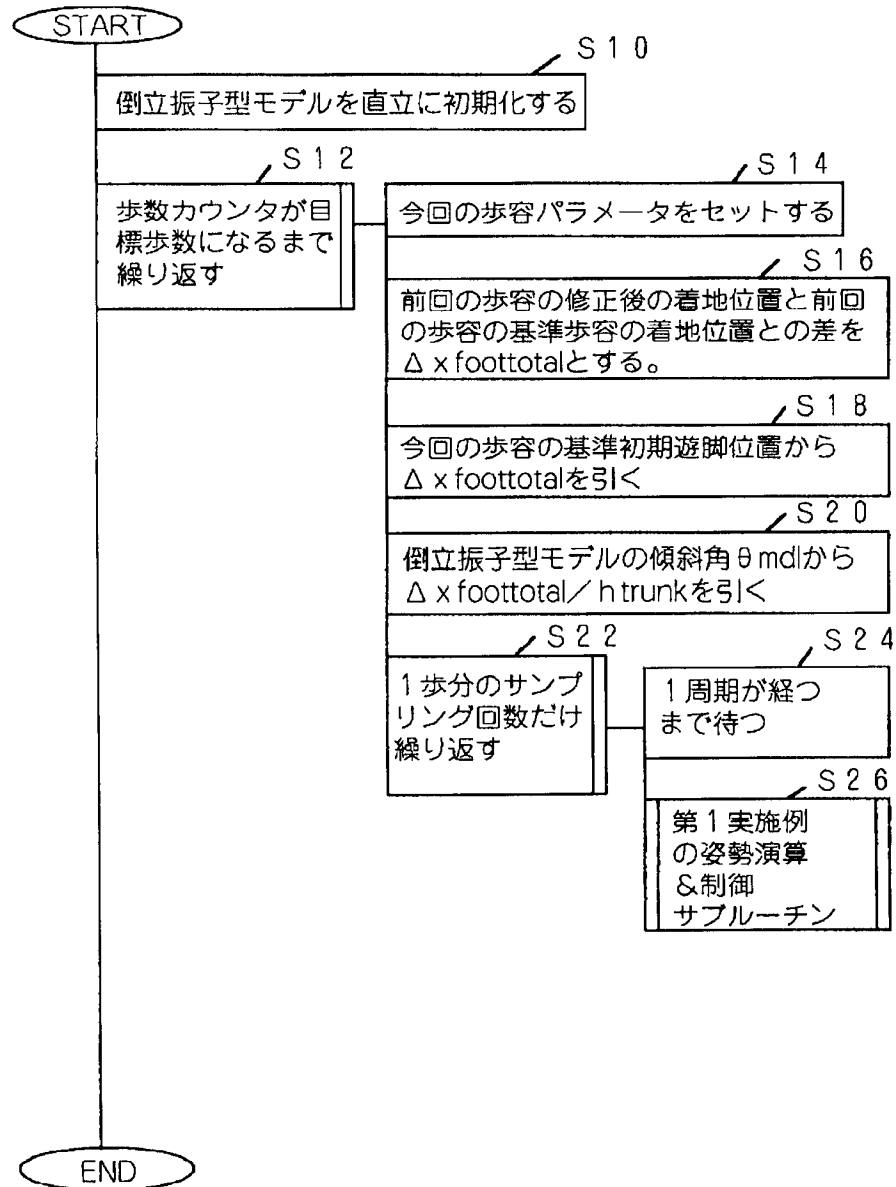 START
S10
倒立振子型モデルを直立に初期化する
S12
歩数カウンタが目
標歩数になるまで
繰り返す
S14
今回の歩容パラメータをセットする
S16
前回の歩容の修正後の着地位置と前回
の歩容の基準歩容の着地位置との差を
Δxfoottotalとする。
S18
今回の歩容の基準初期遊脚位置から
Δxfoottotalを引く
S20
倒立振子型モデルの傾斜角θmdlから
Δxfoottotal/htrunkを引く
S22
1歩分のサンプ
リング回数だけ
繰り返す
S24
1周期が経つ
まで待つ
S26
第1実施例
の姿勢演算
&制御
サブルーチン
END